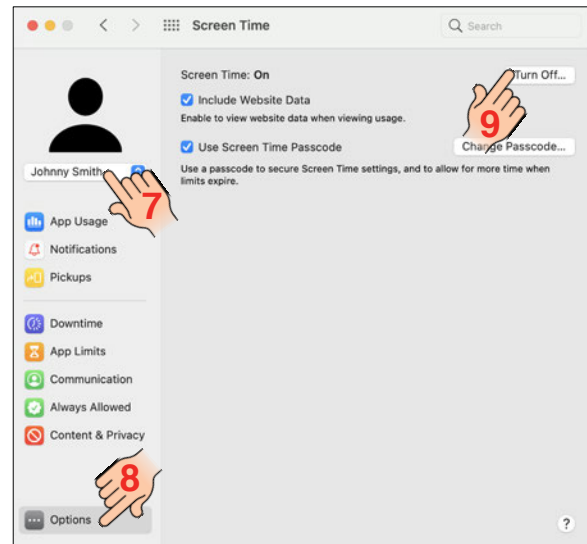 Screen Time
Search
Screen Time: On
Turn Off...
Include Website Data
Enable to view website data when viewing usage.
9
Use Screen Time Passcode
Change Passcode...
Use a passcode to secure Screen Time settings, and to allow for more time when
limits expire.
Johnny Smith
7
App Usage
Notifications
Pickups
Downtime
App Limits
Communication
Always Allowed
Content & Privacy
8
Options
?